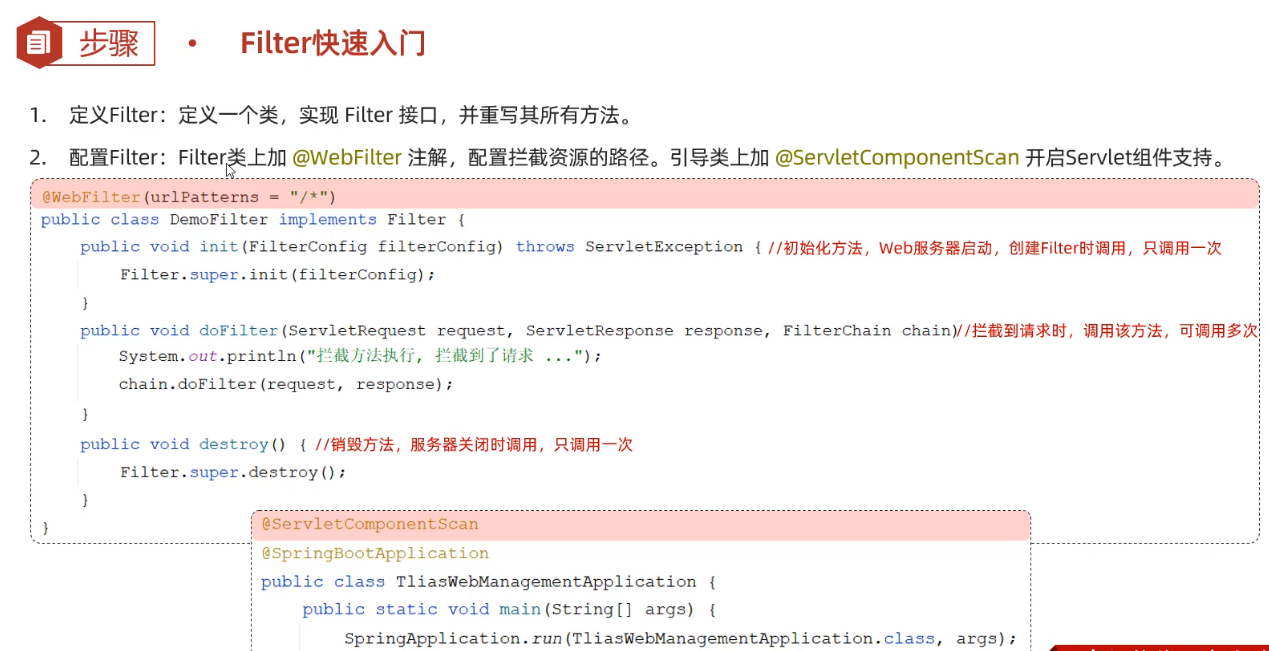 步骤 • Filter快速入门
1. 定义Filter：定义一个类，实现 Filter 接口，并重写其所有方法。
2. 配置Filter：Filter类上加 @WebFilter 注解，配置拦截资源的路径。引导类上加 @ServletComponentScan 开启Servlet组件支持。
@WebFilter(urlPatterns = "/*")
public class DemoFilter implements Filter {
public void init(FilterConfig filterConfig) throws ServletException { //初始化方法，Web服务器启动，创建Filter时调用，只调用一次
Filter.super.init(filterConfig);
}
public void doFilter(ServletRequest request, ServletResponse response, FilterChain chain) //拦截到请求时，调用该方法，可调用多次
System.out.println("拦截方法执行, 拦截到了请求 ...");
chain.doFilter(request, response);
}
public void destroy() { //销毁方法，服务器关闭时调用，只调用一次
Filter.super.destroy();
}
}
@ServletComponentScan
@SpringBootApplication
public class TliasWebManagementApplication {
public static void main(String[] args) {
SpringApplication.run(TliasWebManagementApplication.class, args);